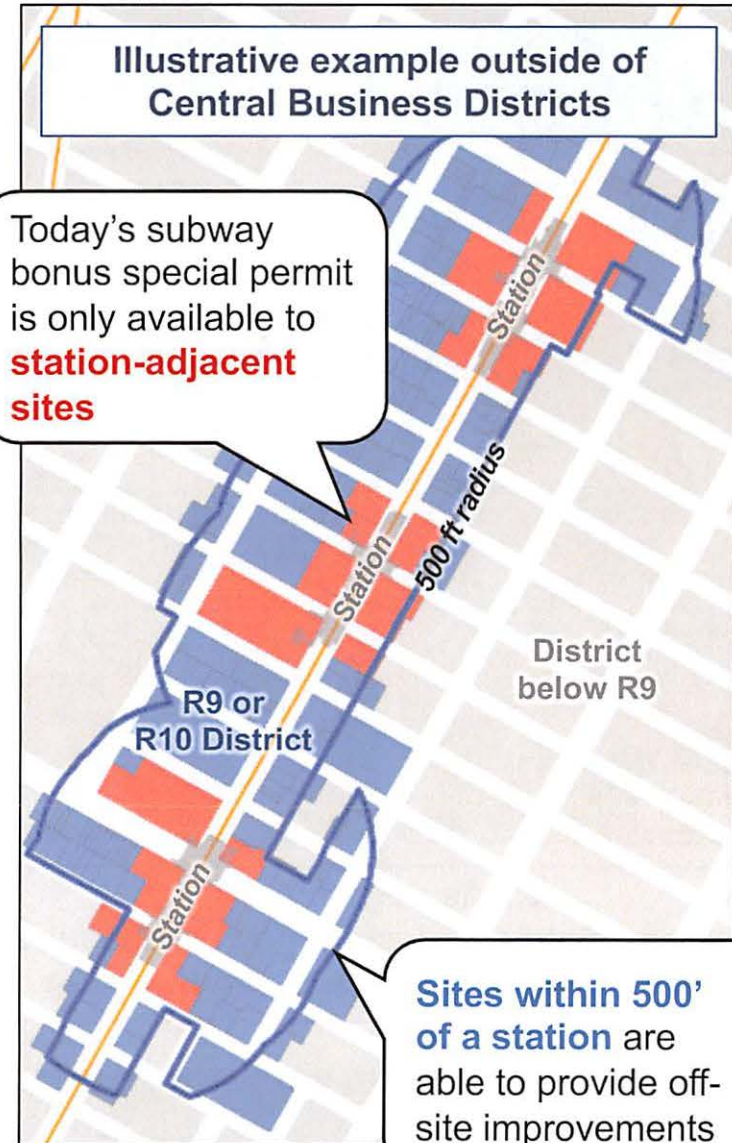 Illustrative example outside of
Central Business Districts
Today's subway
bonus special permit
is only available to
station-adjacent
sites
Station
500 ft radius
Station
District
below R9
R9 or
R10 District
Station
Sites within 500'
of a station are
able to provide off-
site improvements